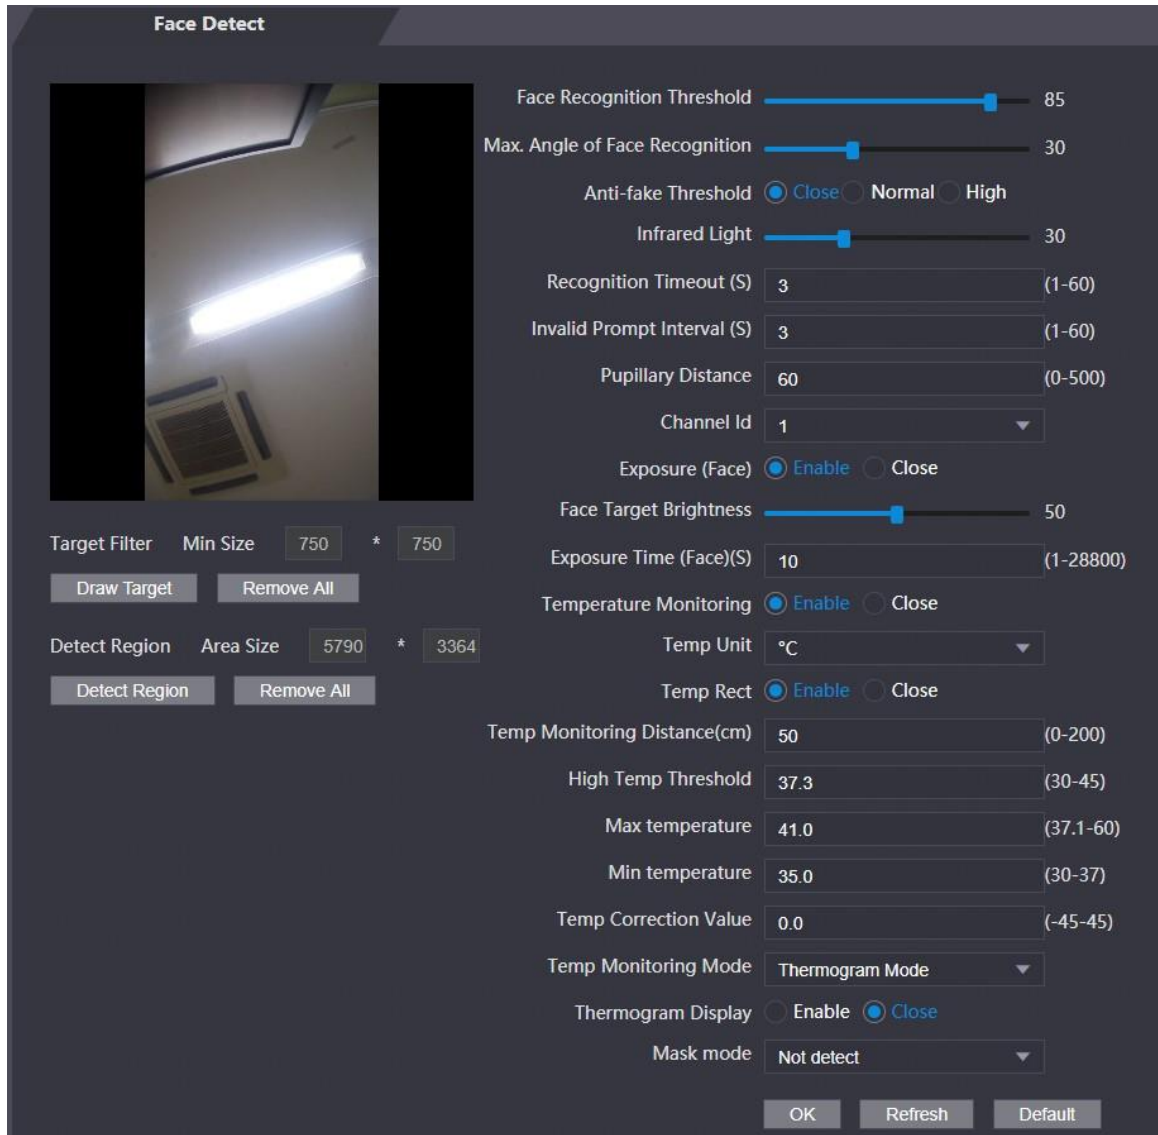 Face Detect
Face Recognition Threshold 85
Max. Angle of Face Recognition 30
Anti-fake Threshold Close Normal High
Infrared Light 30
Recognition Timeout (S) 3 (1-60)
Invalid Prompt Interval (S) 3 (1-60)
Pupillary Distance 60 (0-500)
Channel Id 1
Exposure (Face) Enable Close
Face Target Brightness 50
Exposure Time (Face)(S) 10 (1-28800)
Temperature Monitoring Enable Close
Temp Unit °C
Temp Rect Enable Close
Temp Monitoring Distance(cm) 50 (0-200)
High Temp Threshold 37.3 (30-45)
Max temperature 41.0 (37.1-60)
Min temperature 35.0 (30-37)
Temp Correction Value 0.0 (-45-45)
Temp Monitoring Mode Thermogram Mode
Thermogram Display Enable Close
Mask mode Not detect
OK Refresh Default
Target Filter Min Size 750 * 750
Draw Target Remove All
Detect Region Area Size 5790 * 3364
Detect Region Remove All